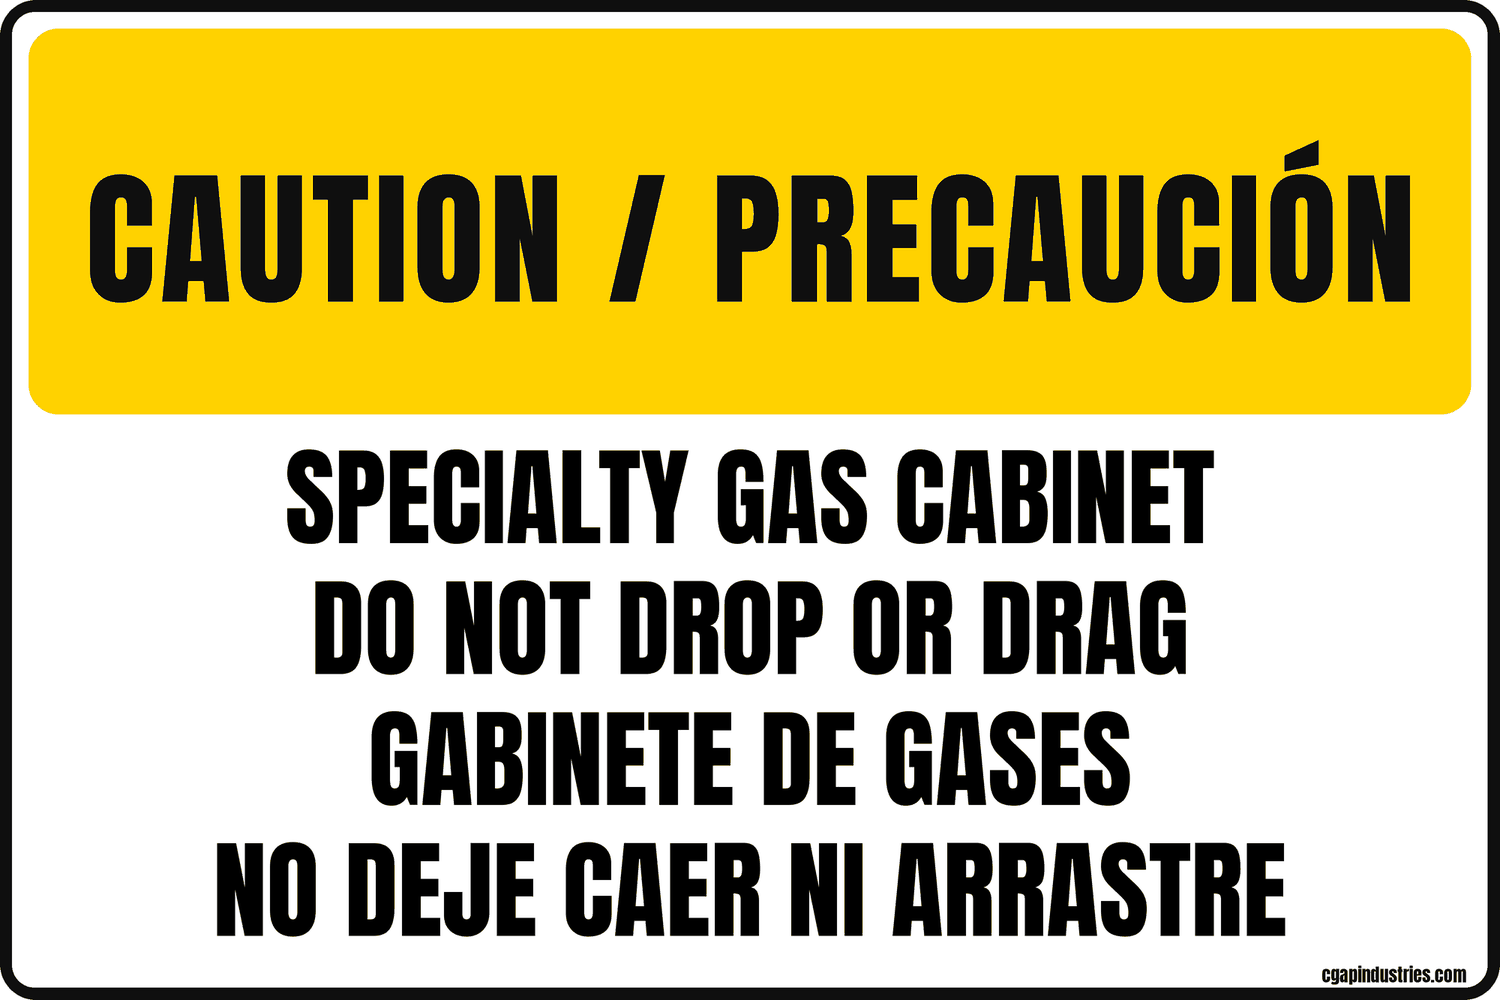 CAUTION / PRECAUCIÓN
SPECIALTY GAS CABINET
DO NOT DROP OR DRAG
GABINETE DE GASES
NO DEJE CAER NI ARRASTRE
cgapindustries.com